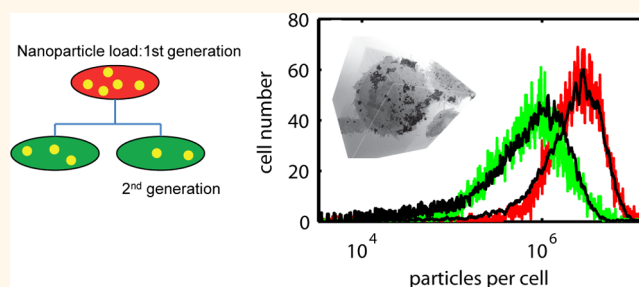 Nanoparticle load:1st generation
2nd generation
cell number
80
60
40
20
0
10^4
10^6
particles per cell